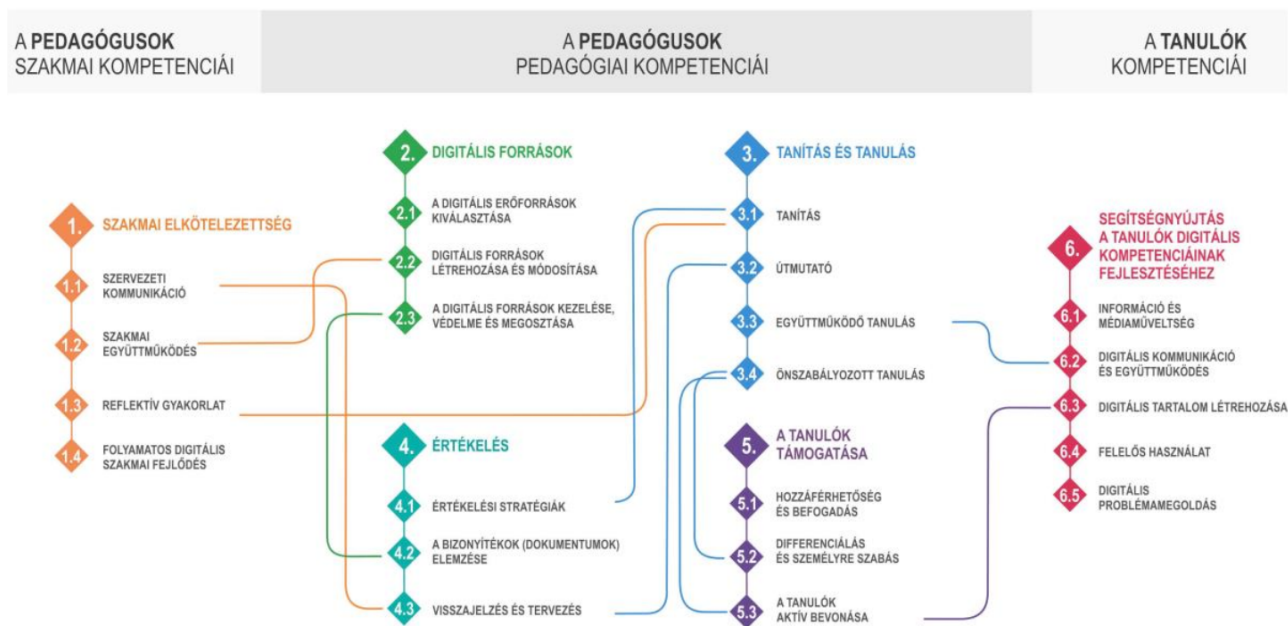 A PEDAGÓGUSOK
SZAKMAI KOMPETENCIÁI
A PEDAGÓGUSOK
PEDAGÓGIAI KOMPETENCIÁI
A TANULÓK
KOMPETENCIÁI
1. SZAKMAI ELKÖTELEZETTSÉG
1.1 SZERVEZETI
KOMMUNIKÁCIÓ
1.2 SZAKMAI
EGYÜTTMŰKÖDÉS
1.3 REFLEKTÍV GYAKORLAT
1.4 FOLYAMATOS DIGITÁLIS
SZAKMAI FEJLŐDÉS
2. DIGITÁLIS FORRÁSOK
2.1 A DIGITÁLIS ERŐFORRÁSOK
KIVÁLASZTÁSA
2.2 DIGITÁLIS FORRÁSOK
LÉTREHOZÁSA ÉS MÓDOSÍTÁSA
2.3 A DIGITÁLIS FORRÁSOK KEZELÉSE,
VÉDELME ÉS MEGOSZTÁSA
4. ÉRTÉKELÉS
4.1 ÉRTÉKELÉSI STRATÉGIÁK
4.2 A BIZONYÍTÉKOK (DOKUMENTUMOK)
ELEMZÉSE
4.3 VISSZAJELZÉS ÉS TERVEZÉS
3. TANÍTÁS ÉS TANULÁS
3.1 TANÍTÁS
3.2 ÚTMUTATÓ
3.3 EGYÜTTMŰKÖDŐ TANULÁS
3.4 ÖNSZABÁLYOZOTT TANULÁS
5. A TANULÓK
TÁMOGATÁSA
5.1 HOZZÁFÉRHETŐSÉG
ÉS BEFOGADÁS
5.2 DIFFERENCIÁLÁS
ÉS SZEMÉLYRE SZABÁS
5.3 A TANULÓK
AKTÍV BEVONÁSA
6. SEGÍTSÉGNYÚJTÁS
A TANULÓK DIGITÁLIS
KOMPETENCIÁINAK
FEJLESZTÉSÉHEZ
6.1 INFORMÁCIÓ ÉS
MÉDIAMŰVELTSÉG
6.2 DIGITÁLIS KOMMUNIKÁCIÓ
ÉS EGYÜTTMŰKÖDÉS
6.3 DIGITÁLIS TARTALOM LÉTREHOZÁSA
6.4 FELELŐS HASZNÁLAT
6.5 DIGITÁLIS
PROBLÉMAMEGOLDÁS